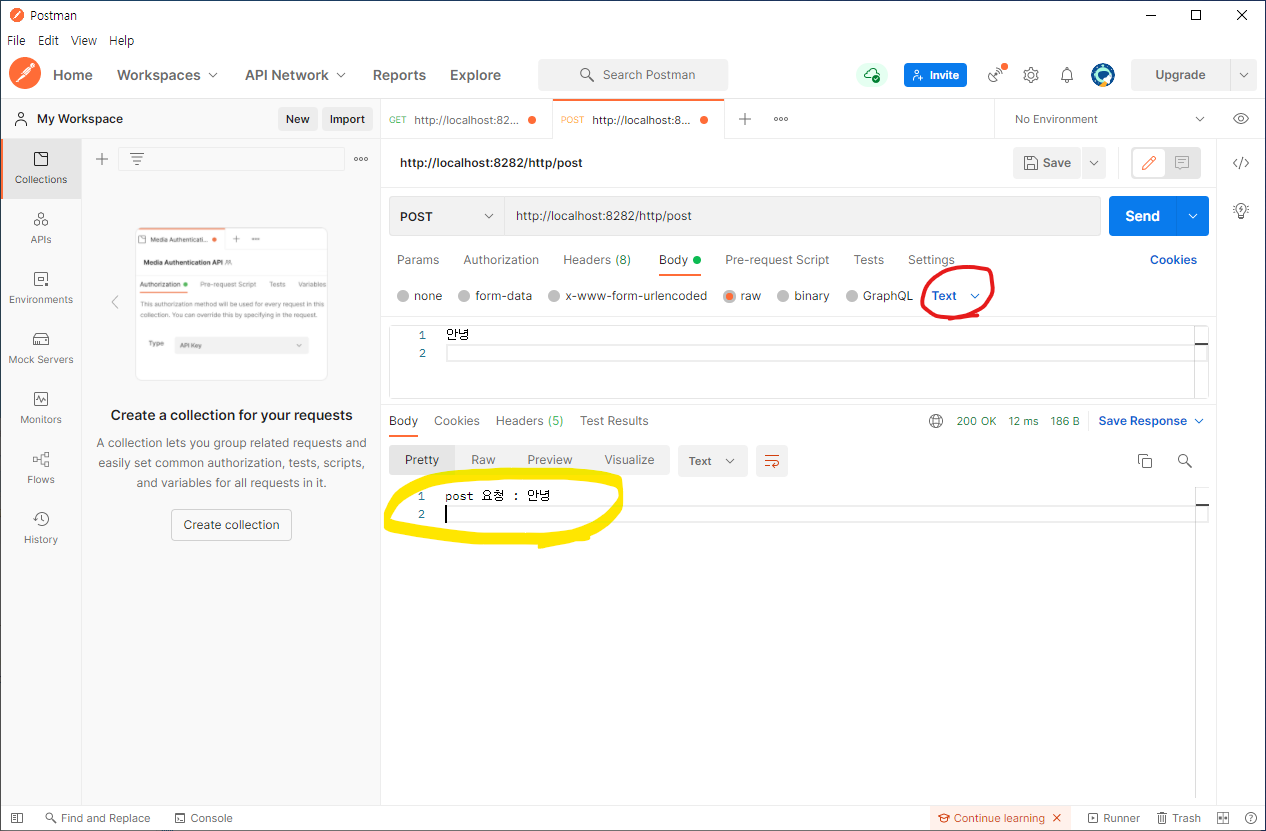 Postman
File Edit View Help
Home Workspaces API Network Reports Explore Search Postman Invite Upgrade
My Workspace New Import GET http://localhost:82... POST http://localhost:8... No Environment
Collections
APIs
Environments
Mock Servers
Monitors
Flows
History
Media Authenticati...
Media Authentication API
Authorization Pre-request Script Tests Variables
This authorization method will be used for every request in this
collection. You can override this by specifying in the request.
Type API Key
Create a collection for your requests
A collection lets you group related requests and
easily set common authorization, tests, scripts,
and variables for all requests in it.
Create collection
http://localhost:8282/http/post Save
POST http://localhost:8282/http/post Send
Params Authorization Headers (8) Body Pre-request Script Tests Settings Cookies
none form-data x-www-form-urlencoded raw binary GraphQL Text
1 안녕
2
Body Cookies Headers (5) Test Results 200 OK 12 ms 186 B Save Response
Pretty Raw Preview Visualize Text
1 post 요청 : 안녕
2
Find and Replace Console Continue learning Runner Trash